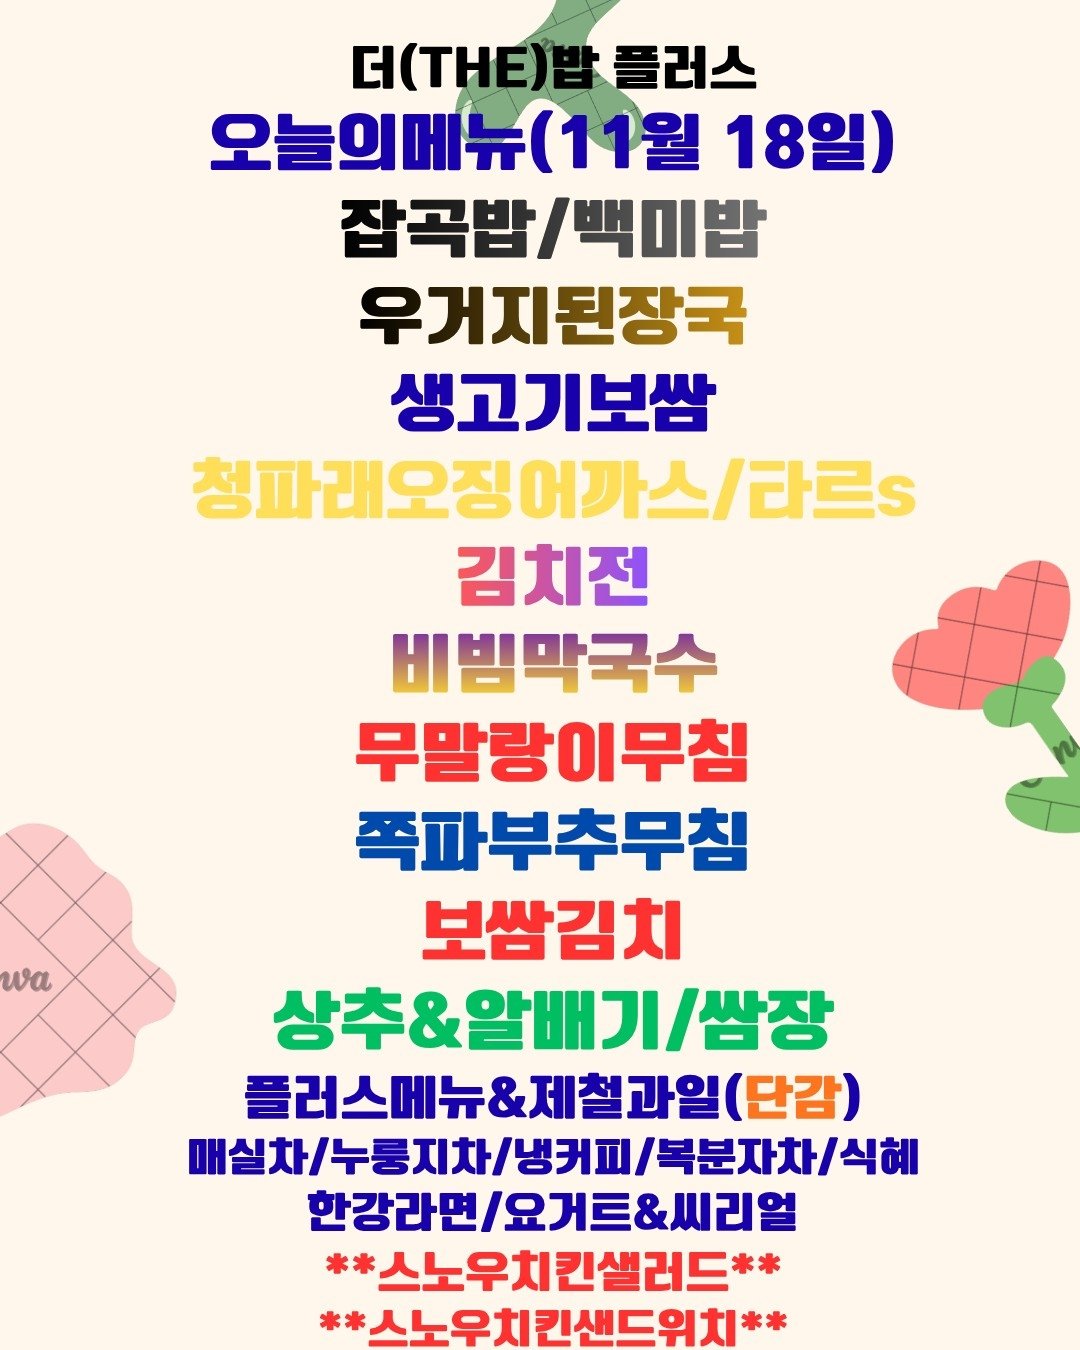 더(THE)밥 플러스
오늘의메뉴(11월 18일)
잡곡밥/백미밥
우거지된장국
생고기보쌈
청파래오징어까스/타르s
김치전
비빔막국수
무말랑이무침
쪽파부추무침
보쌈김치
상추&알배기/쌈장
플러스메뉴&제철과일(단감)
매실차/누룽지차/냉커피/복분자차/식혜
한강라면/요거트&씨리얼
**스노우치킨샐러드**
**스노우치킨샌드위치**